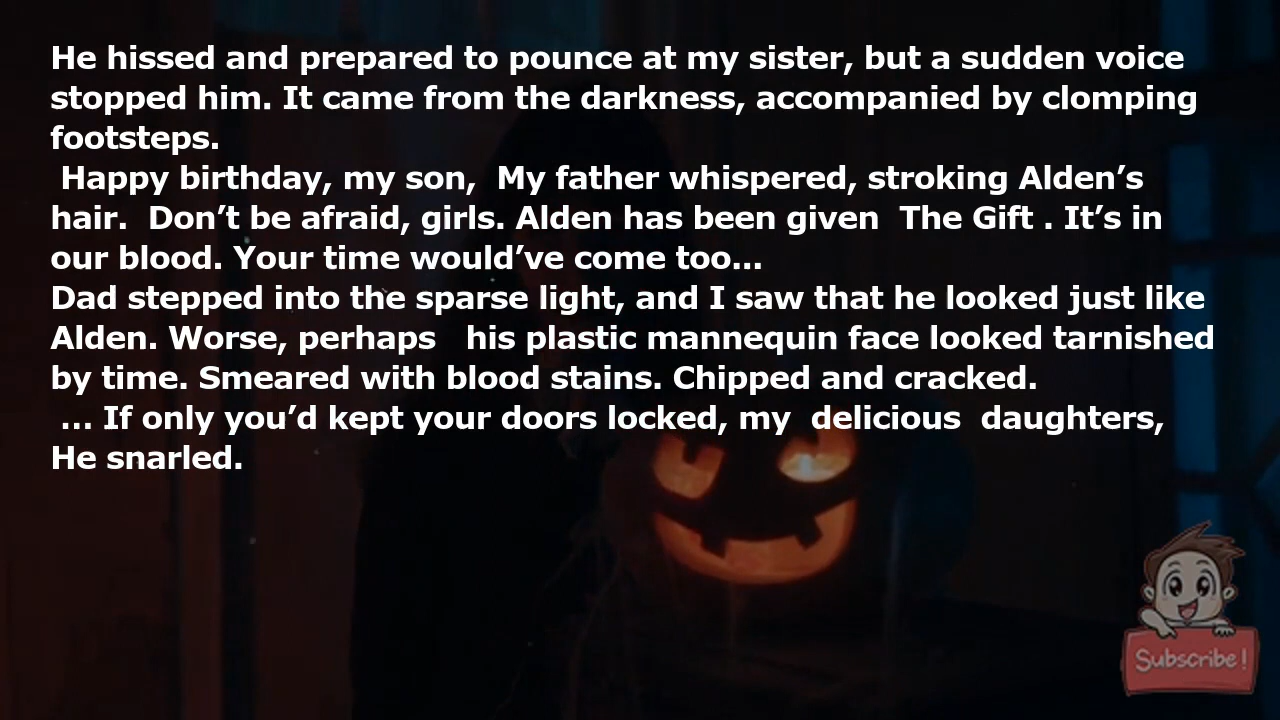 He hissed and prepared to pounce at my sister, but a sudden voice
stopped him. It came from the darkness, accompanied by clomping
footsteps.
Happy birthday, my son,  My father whispered, stroking Alden’s
hair.  Don’t be afraid, girls. Alden has been given  The Gift . It’s in
our blood. Your time would’ve come too…
Dad stepped into the sparse light, and I saw that he looked just like
Alden. Worse, perhaps   his plastic mannequin face looked tarnished
by time. Smeared with blood stains. Chipped and cracked.
… If only you’d kept your doors locked, my  delicious  daughters,
He snarled.
Subscribe!